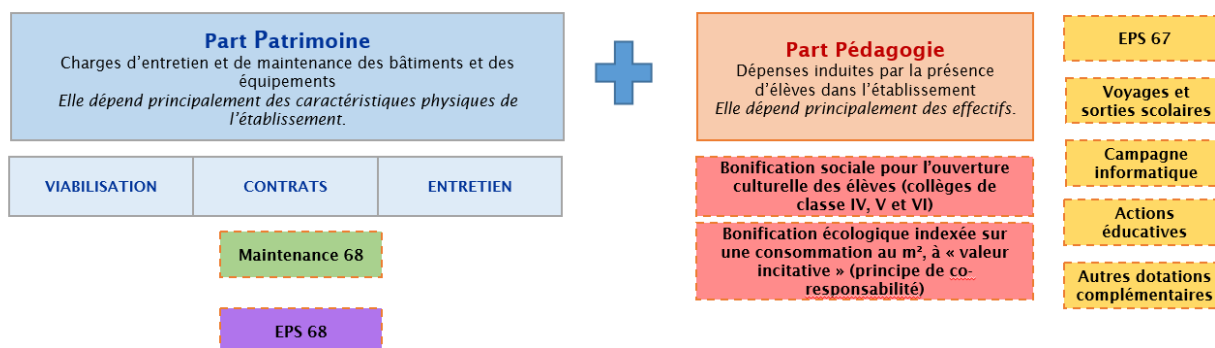 Part Patrimoine
Charges d'entretien et de maintenance des bâtiments et des
équipements
Elle dépend principalement des caractéristiques physiques de
l'établissement.
VIABILISATION
CONTRATS
ENTRETIEN
Maintenance 68
EPS 68
Part Pédagogie
Dépenses induites par la présence
d'élèves dans l'établissement
Elle dépend principalement des effectifs.
Bonification sociale pour l'ouverture
culturelle des élèves (collèges de
classe IV, V et VI)
Bonification écologique indexée sur
une consommation au m², à « valeur
incitative » (principe de co-
responsabilité)
EPS 67
Voyages et
sorties scolaires
Campagne
informatique
Actions
éducatives
Autres dotations
complémentaires